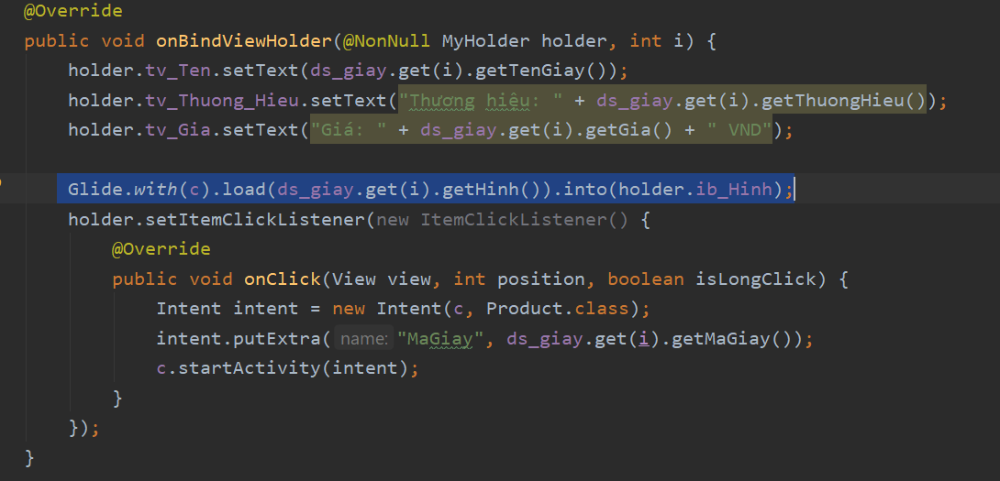 @Override
public void onBindViewHolder(@NonNull MyHolder holder, int i) {
holder.tv_Ten.setText(ds_giay.get(i).getTenGiay());
holder.tv_Thuong_Hieu.setText("Thương hiệu: " + ds_giay.get(i).getThuongHieu());
holder.tv_Gia.setText("Giá: " + ds_giay.get(i).getGia() + " VND");
Glide.with(c).load(ds_giay.get(i).getHinh()).into(holder.ib_Hinh);
holder.setItemClickListener(new ItemClickListener() {
@Override
public void onClick(View view, int position, boolean isLongClick) {
Intent intent = new Intent(c, Product.class);
intent.putExtra( name: "MaGiay", ds_giay.get(i).getMaGiay());
c.startActivity(intent);
}
});
}